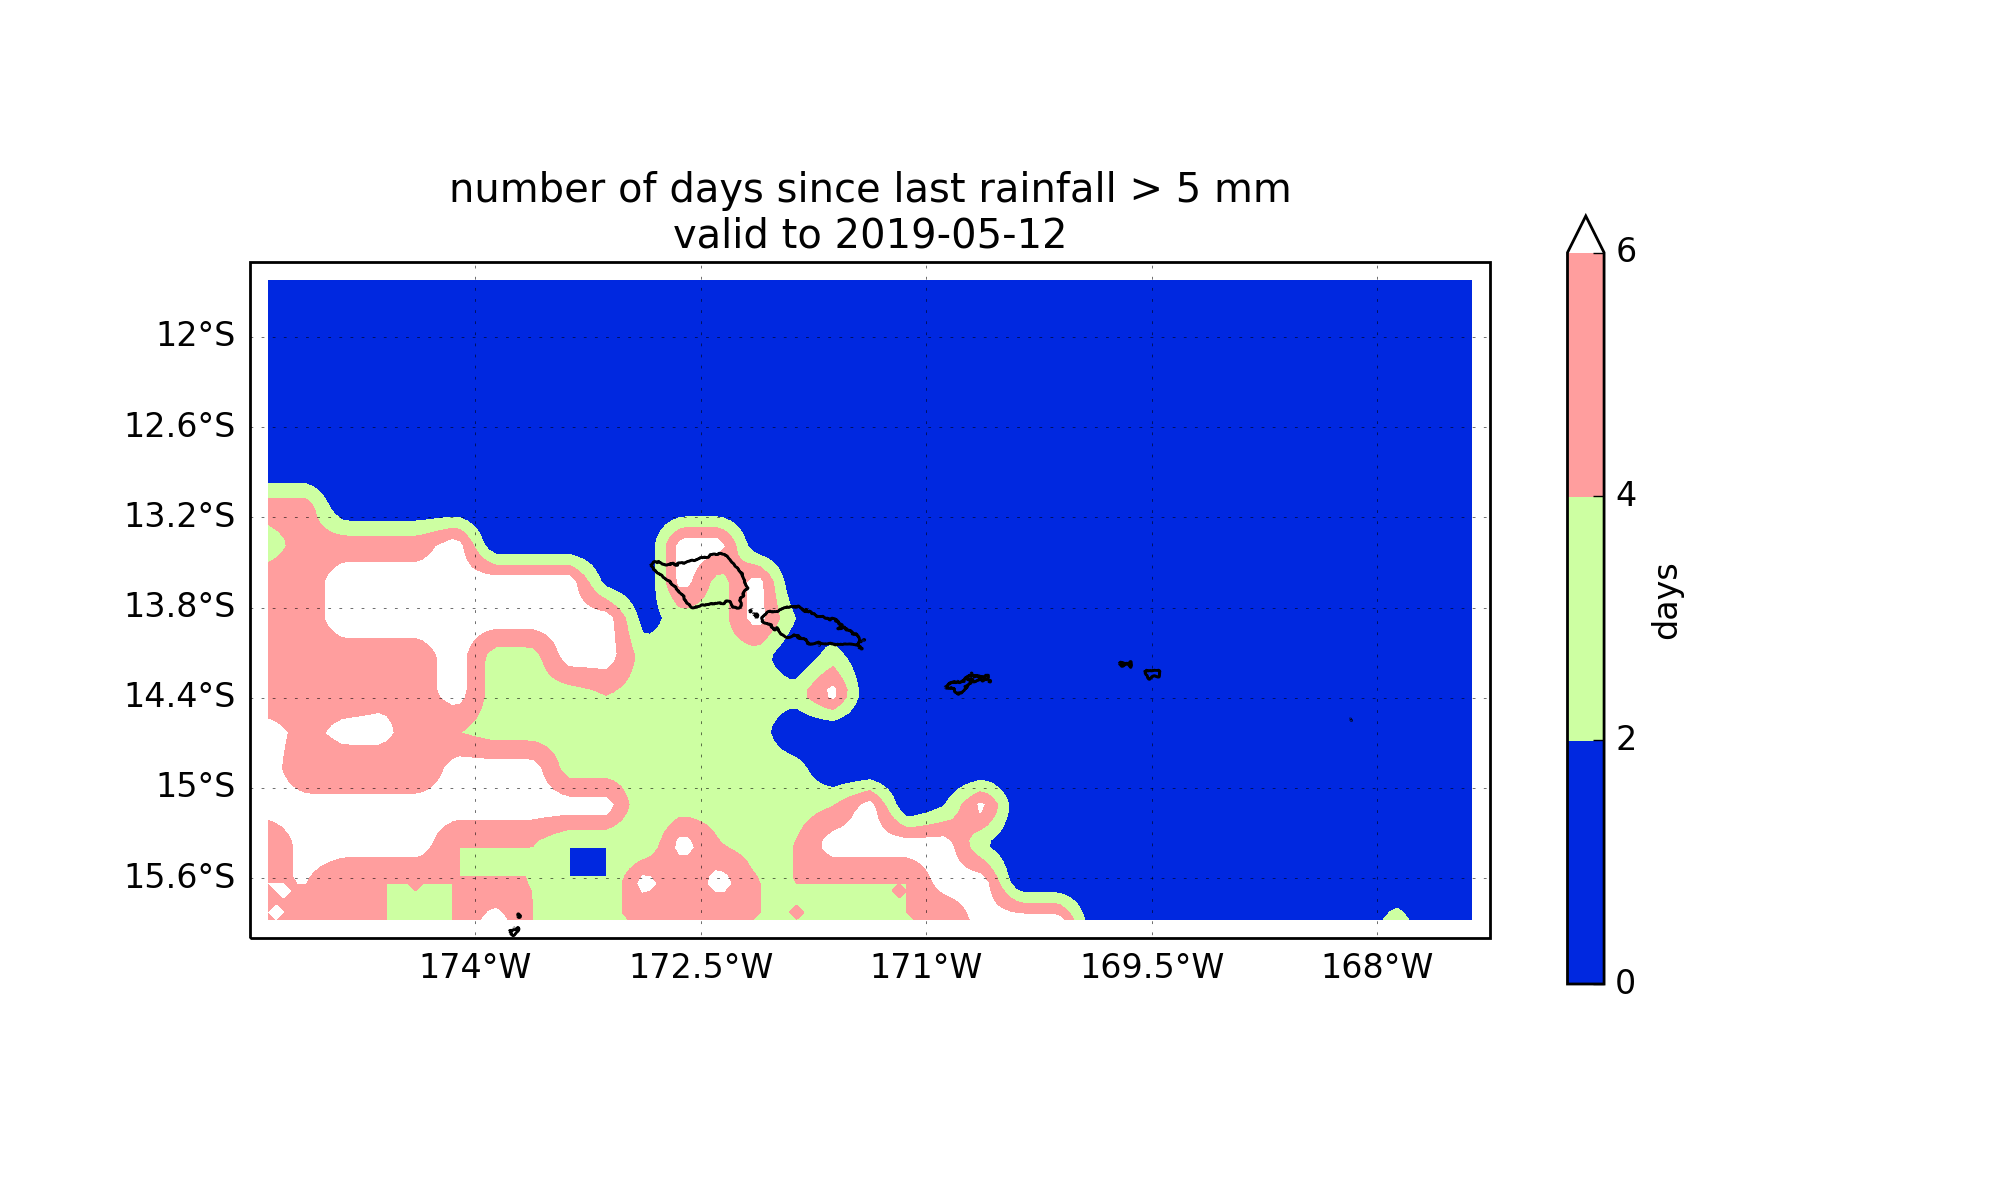 number of days since last rainfall > 5 mm
valid to 2019-05-12
12°S
12.6°S
13.2°S
13.8°S
14.4°S
15°S
15.6°S
174°W 172.5°W 171°W 169.5°W 168°W
6
4
2
0
days